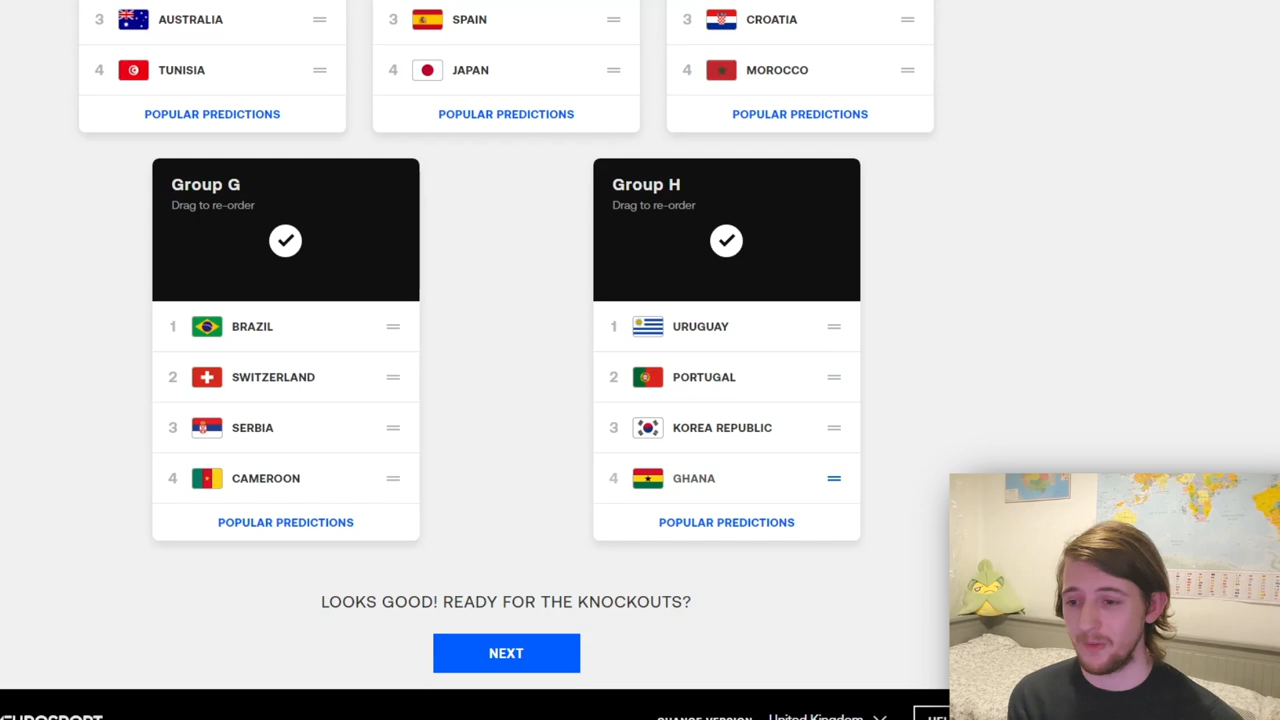 3 AUSTRALIA
3 SPAIN
3 CROATIA
4 TUNISIA
4 JAPAN
4 MOROCCO
POPULAR PREDICTIONS
POPULAR PREDICTIONS
POPULAR PREDICTIONS
Group G
Drag to re-order
1 BRAZIL
2 SWITZERLAND
3 SERBIA
4 CAMEROON
POPULAR PREDICTIONS
Group H
Drag to re-order
1 URUGUAY
2 PORTUGAL
3 KOREA REPUBLIC
4 GHANA
POPULAR PREDICTIONS
LOOKS GOOD! READY FOR THE KNOCKOUTS?
NEXT
EUROSPORT
CHANGE VERSION United Kingdom